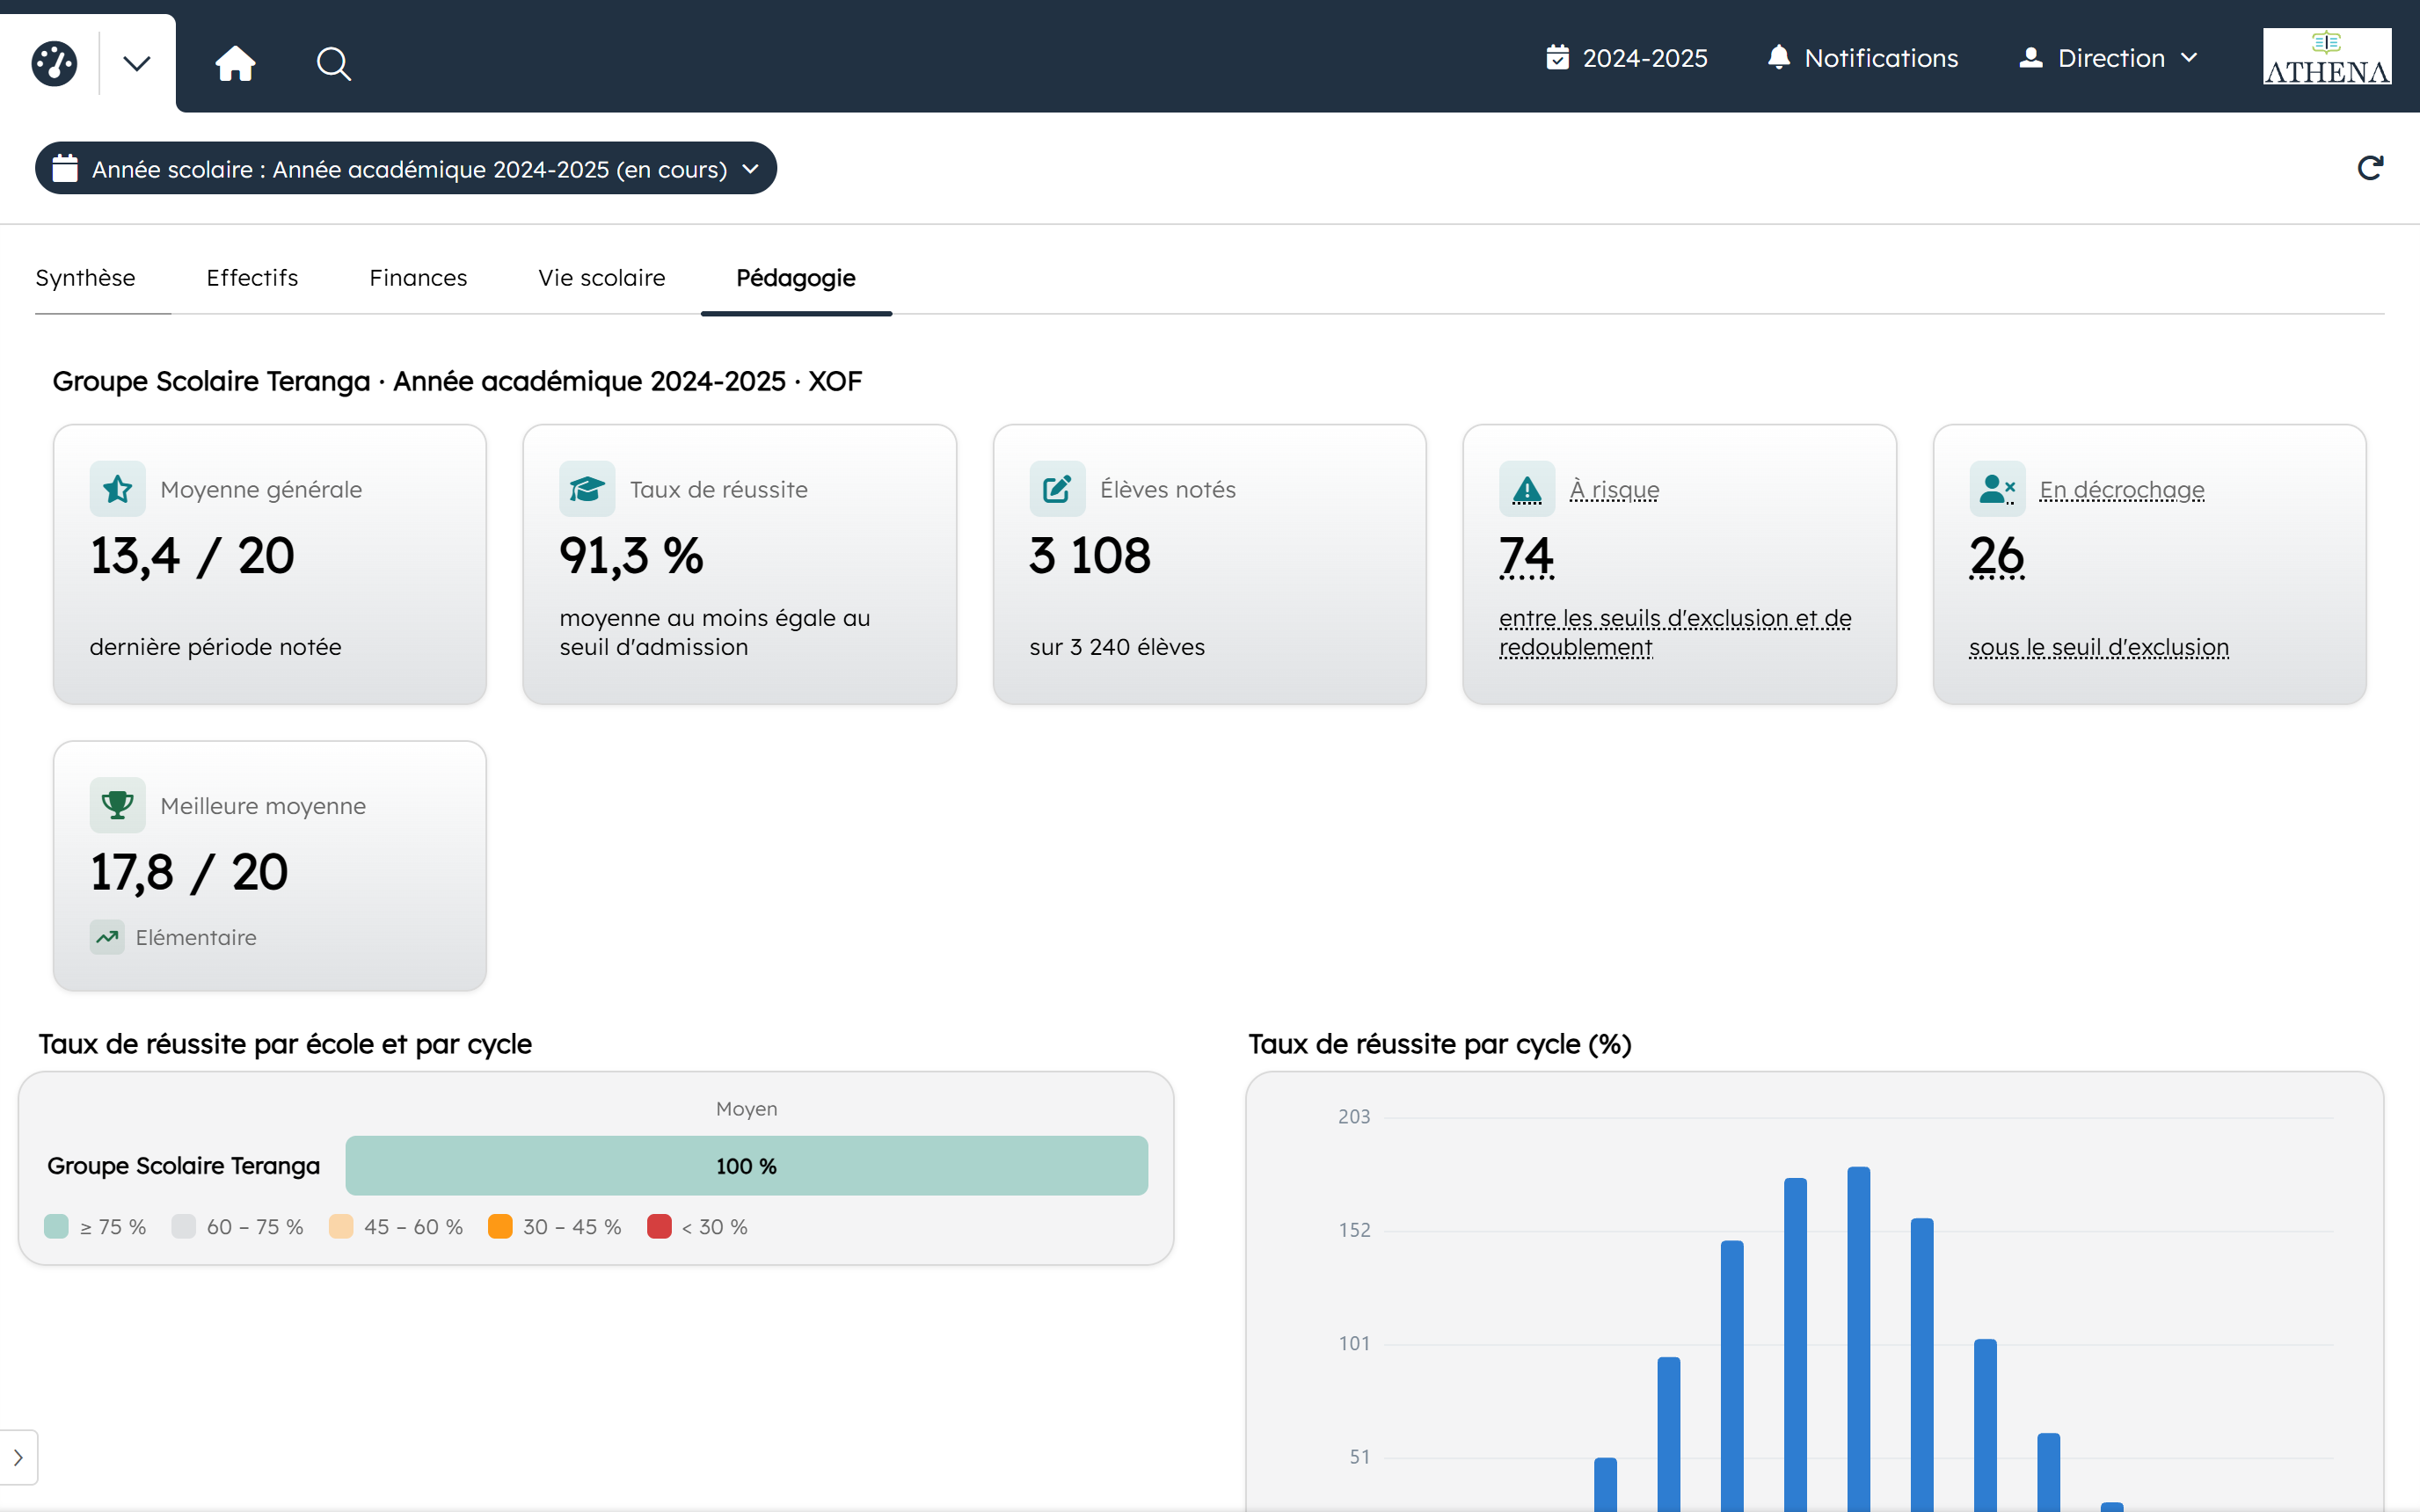 2024-2025
Notifications
Direction
ATHENA
Année scolaire : Année académique 2024-2025 (en cours)
Synthèse
Effectifs
Finances
Vie scolaire
Pédagogie
Groupe Scolaire Teranga · Année académique 2024-2025 · XOF
Moyenne générale
13,4 / 20
dernière période notée
Taux de réussite
91,3 %
moyenne au moins égale au
seuil d'admission
Élèves notés
3 108
sur 3 240 élèves
À risque
74
entre les seuils d'exclusion et de
redoublement
En décrochage
26
sous le seuil d'exclusion
Meilleure moyenne
17,8 / 20
Elémentaire
Taux de réussite par école et par cycle
Moyen
Groupe Scolaire Teranga
100 %
≥ 75 %
60 – 75 %
45 – 60 %
30 – 45 %
< 30 %
Taux de réussite par cycle (%)
203
152
101
51